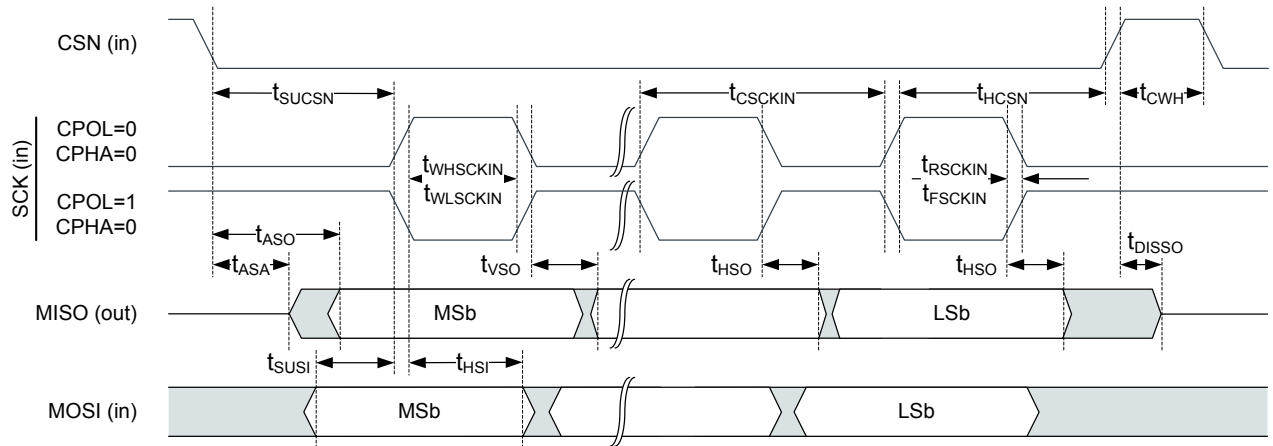 CSN (in)
tSUCSN
tCSCKIN
tHCSN
tCWH
SCK (in)
CPOL=0
CPHA=0
tWHSCKIN
tWLSCKIN
tRSCKIN
tFSCKIN
CPOL=1
CPHA=0
tASO
tASA
tVSO
tHSO
tHSO
tDISSO
MISO (out)
MSb
LSb
tSUSI
tHSI
MOSI (in)
MSb
LSb